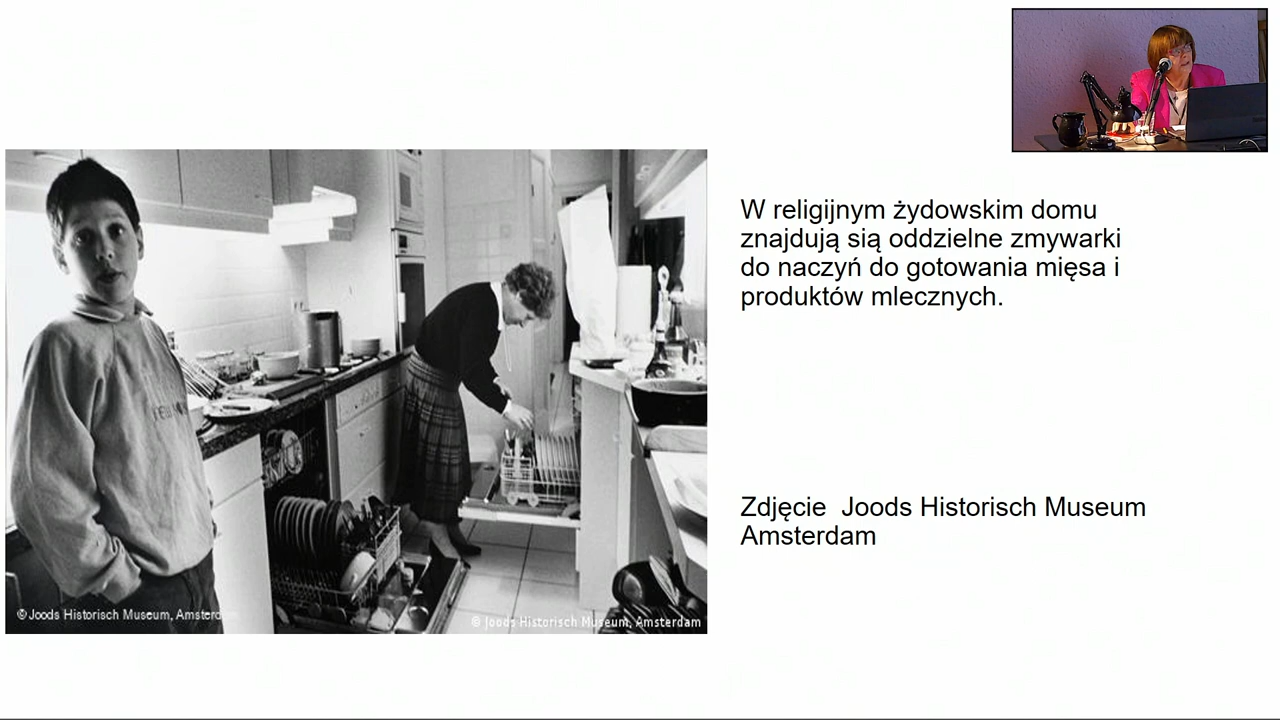 W religijnym żydowskim domu
znajdują sią oddzielne zmywarki
do naczyń do gotowania mięsa i
produktów mlecznych.
Zdjęcie  Joods Historisch Museum
Amsterdam
© Joods Historisch Museum, Amsterdam
© Joods Historisch Museum, Amsterdam